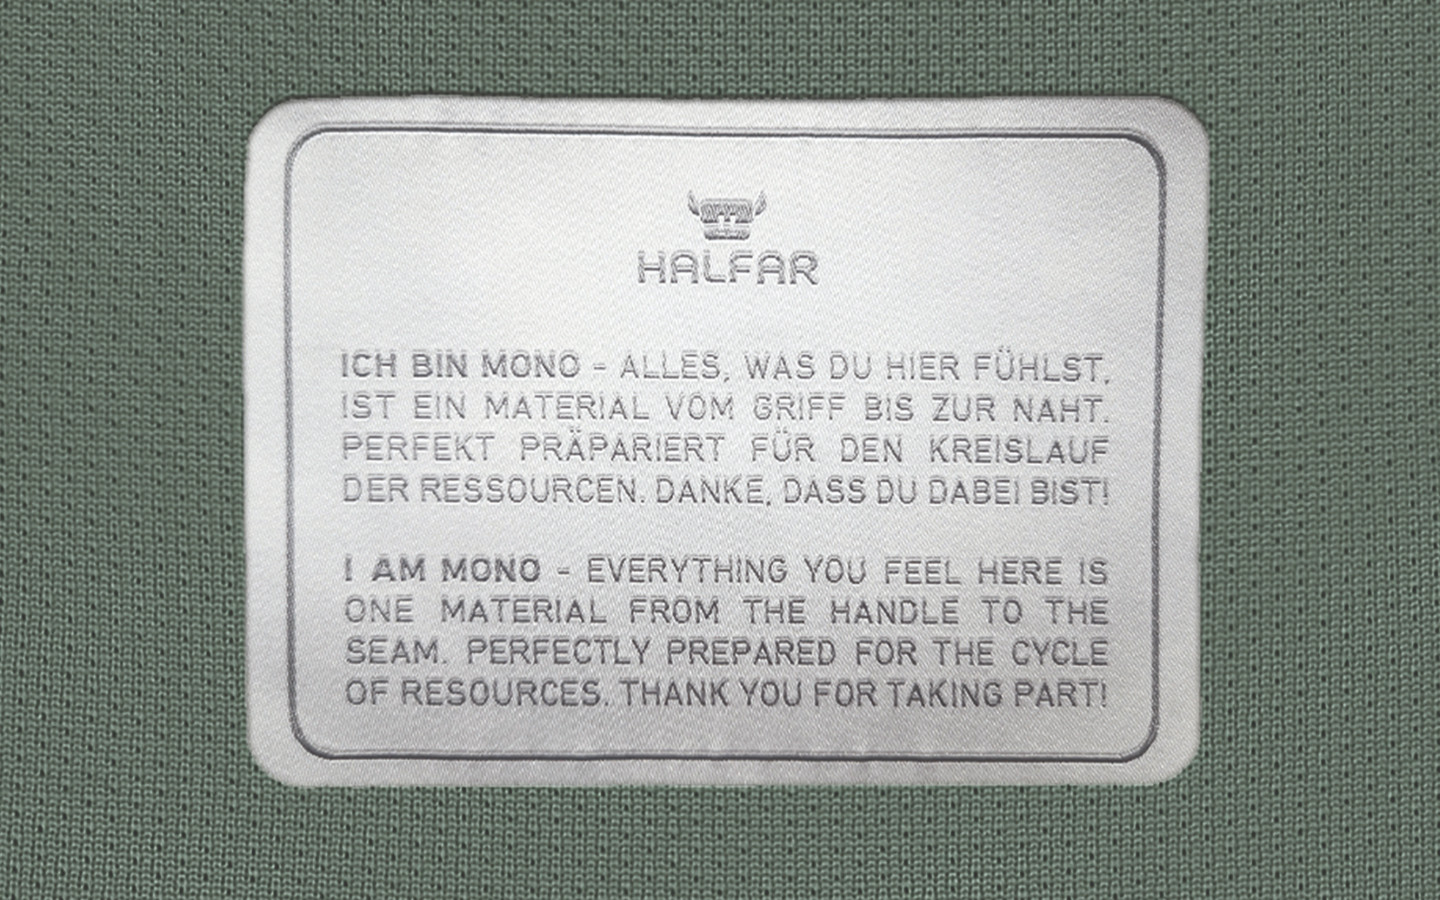 HALFAR
ICH BIN MONO – ALLES, WAS DU HIER FÜHLST,
IST EIN MATERIAL VOM GRIFF BIS ZUR NAHT.
PERFEKT PRÄPARIERT FÜR DEN KREISLAUF
DER RESSOURCEN. DANKE, DASS DU DABEI BIST!
I AM MONO – EVERYTHING YOU FEEL HERE IS
ONE MATERIAL FROM THE HANDLE TO THE
SEAM. PERFECTLY PREPARED FOR THE CYCLE
OF RESOURCES. THANK YOU FOR TAKING PART!